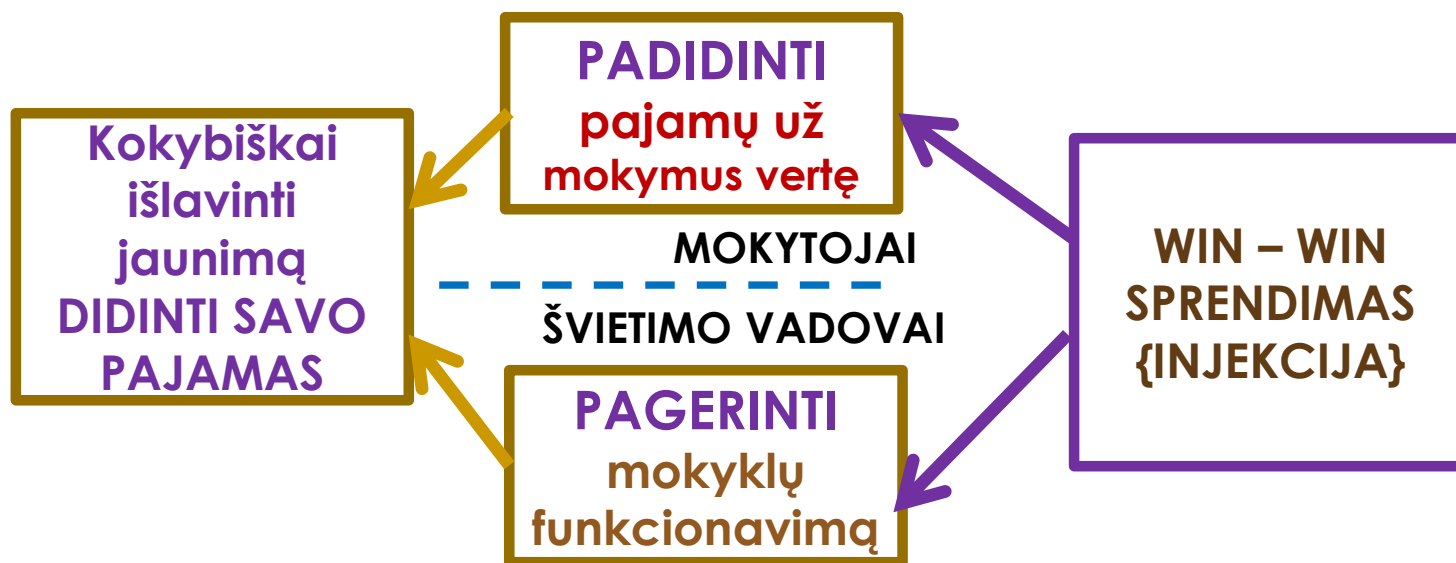 Kokybiškai
išlavinti
jaunimą
DIDINTI SAVO
PAJAMAS
PADIDINTI
pajamų už
mokymus vertę
MOKYTOJAI
ŠVIETIMO VADOVAI
PAGERINTI
mokyklų
funkcionavimą
WIN – WIN
SPRENDIMAS
{INJEKCIJA}